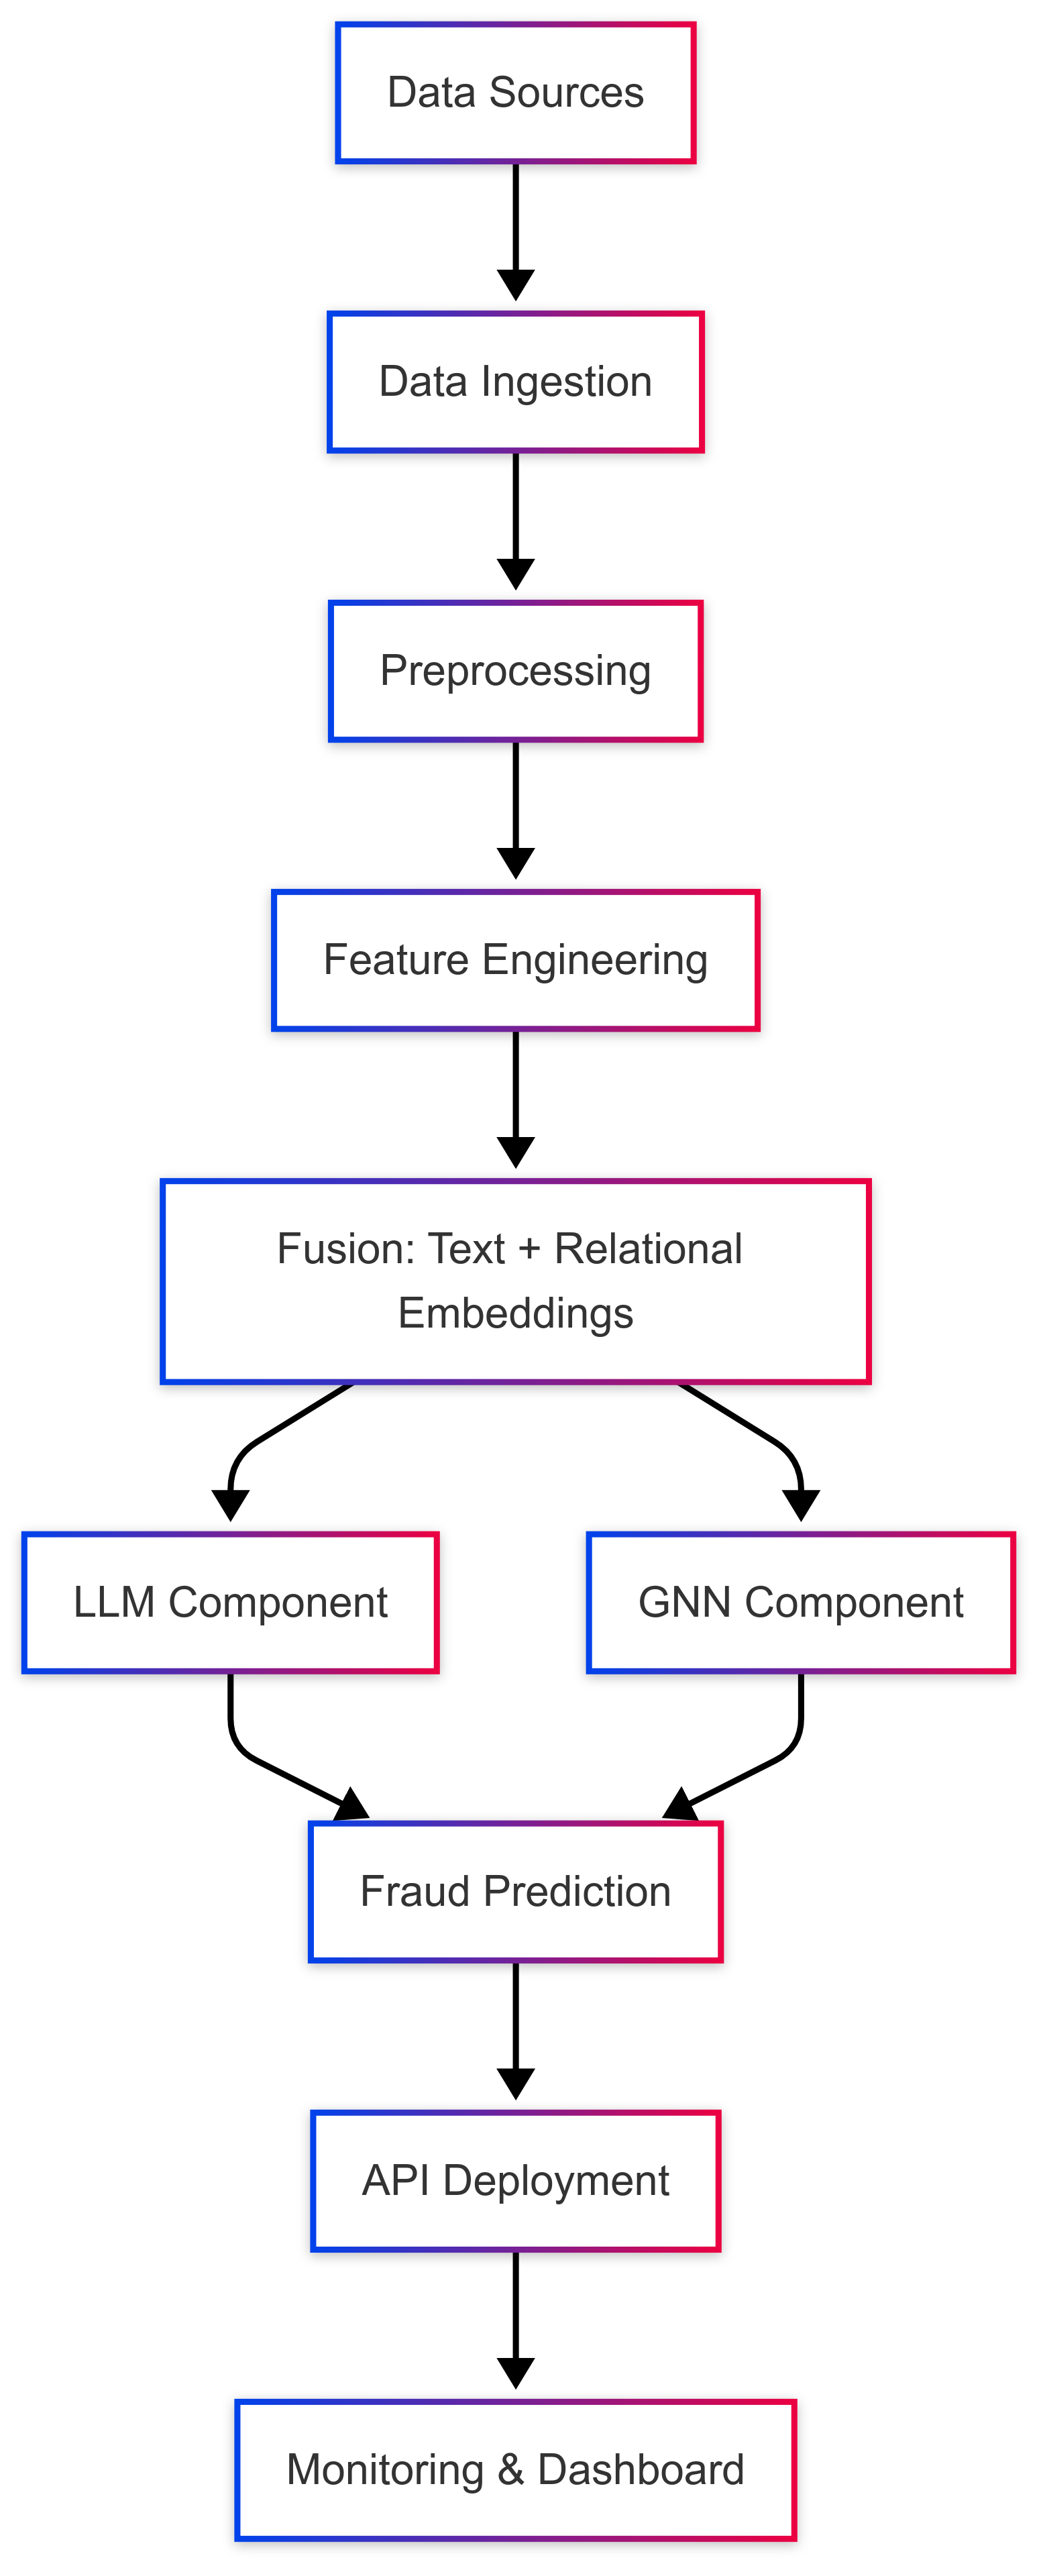 Data Sources
Data Ingestion
Preprocessing
Feature Engineering
Fusion: Text + Relational
Embeddings
LLM Component
GNN Component
Fraud Prediction
API Deployment
Monitoring & Dashboard